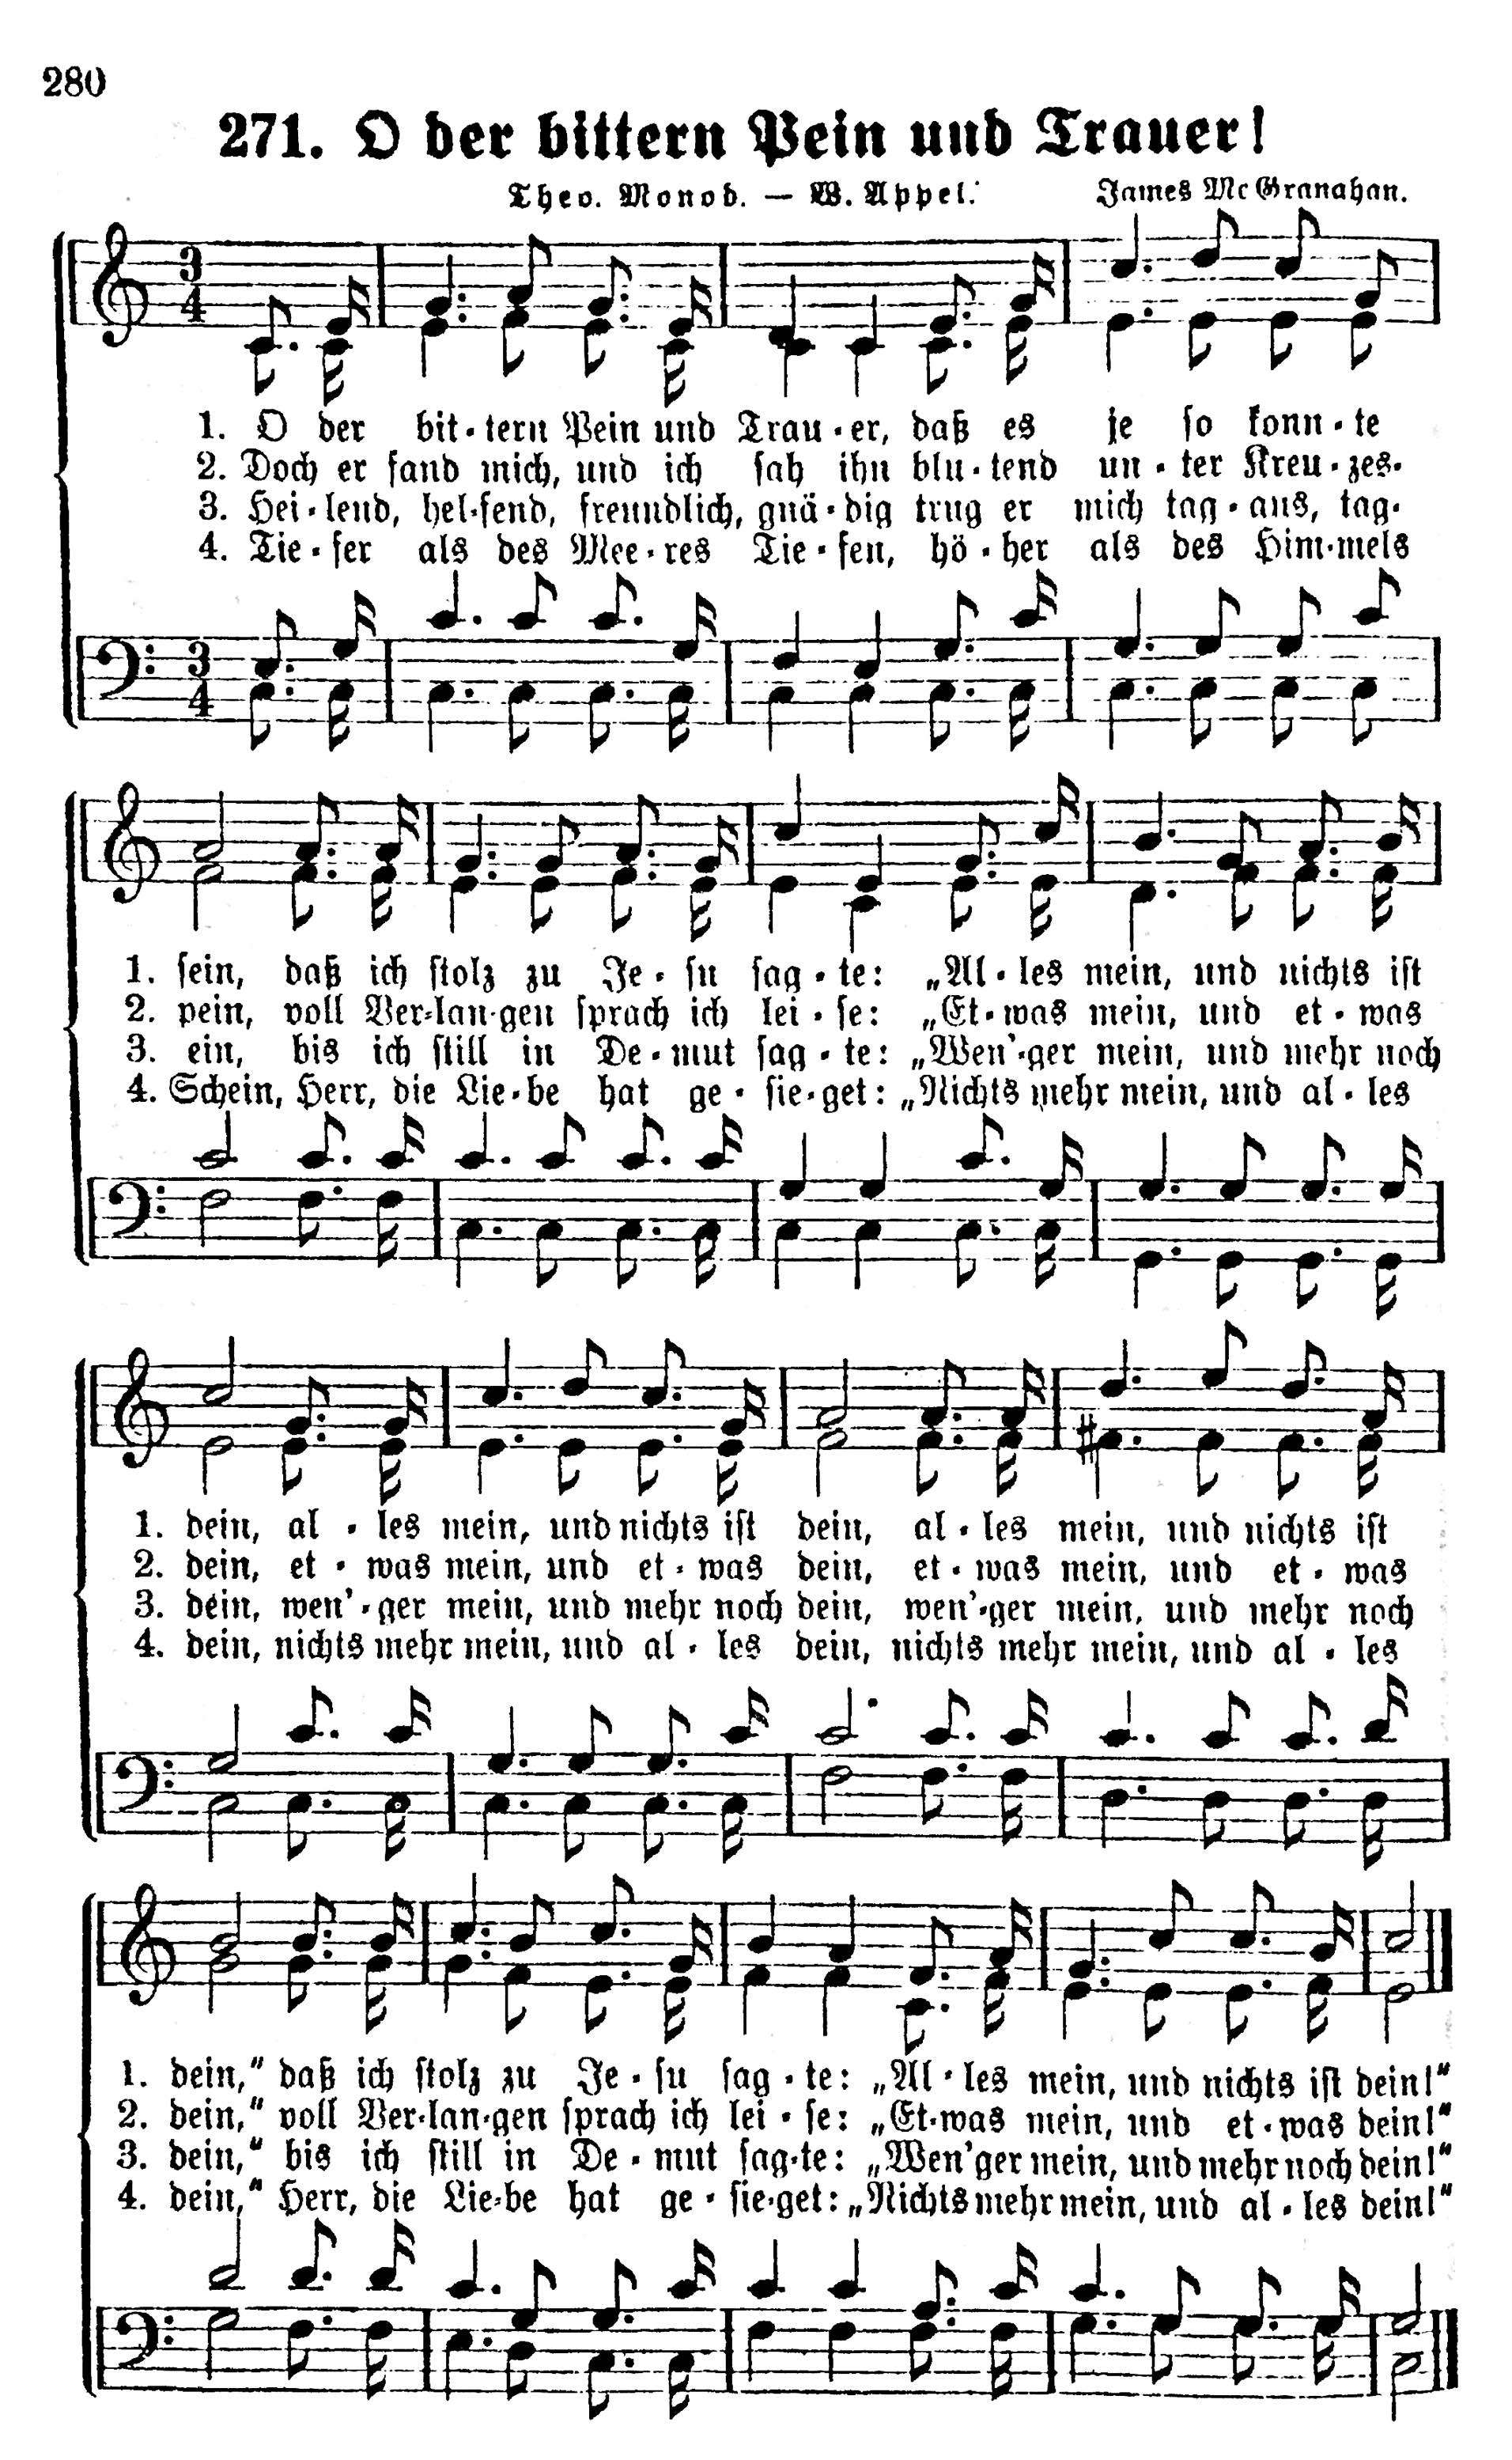 280
271. O der bittern Pein und Trauer!
Theo. Monod. — W. Appel. James Mc Granahan.
3
4
1. O der bit-tern Pein und Trau-er, daß es je so konn-te
2. Doch er fand mich, und ich sah ihn blu-tend un-ter Kreu-zes-
3. Hei-lend, hel-fend, freundlich, gnä-dig trug er mich tag-aus, tag-
4. Tie-fer als des Mee-res Tie-fen, hö-her als des Him-mels
3
4
1. sein, daß ich stolz zu Je-su sag-te: „Al-les mein, und nichts ist
2. pein, voll Ver-lan-gen sprach ich lei-se: „Et-was mein, und et-was
3. ein, bis ich still in De-mut sag-te: „Wen'-ger mein, und mehr noch
4. Schein, Herr, die Lie-be hat ge-sie-get: „Nichts mehr mein, und al-les
1. dein, al-les mein, und nichts ist dein, al-les mein, und nichts ist
2. dein, et-was mein, und et-was dein, et-was mein, und et-was
3. dein, wen'-ger mein, und mehr noch dein, wen'-ger mein, und mehr noch
4. dein, nichts mehr mein, und al-les dein, nichts mehr mein, und al-les
1. dein,“ daß ich stolz zu Je-su sag-te: „Al-les mein, und nichts ist dein!“
2. dein,“ voll Ver-lan-gen sprach ich lei-se: „Et-was mein, und et-was dein!“
3. dein,“ bis ich still in De-mut sag-te: „Wen'ger mein, und mehr noch dein!“
4. dein,“ Herr, die Lie-be hat ge-sie-get: „Nichts mehr mein, und al-les dein!“